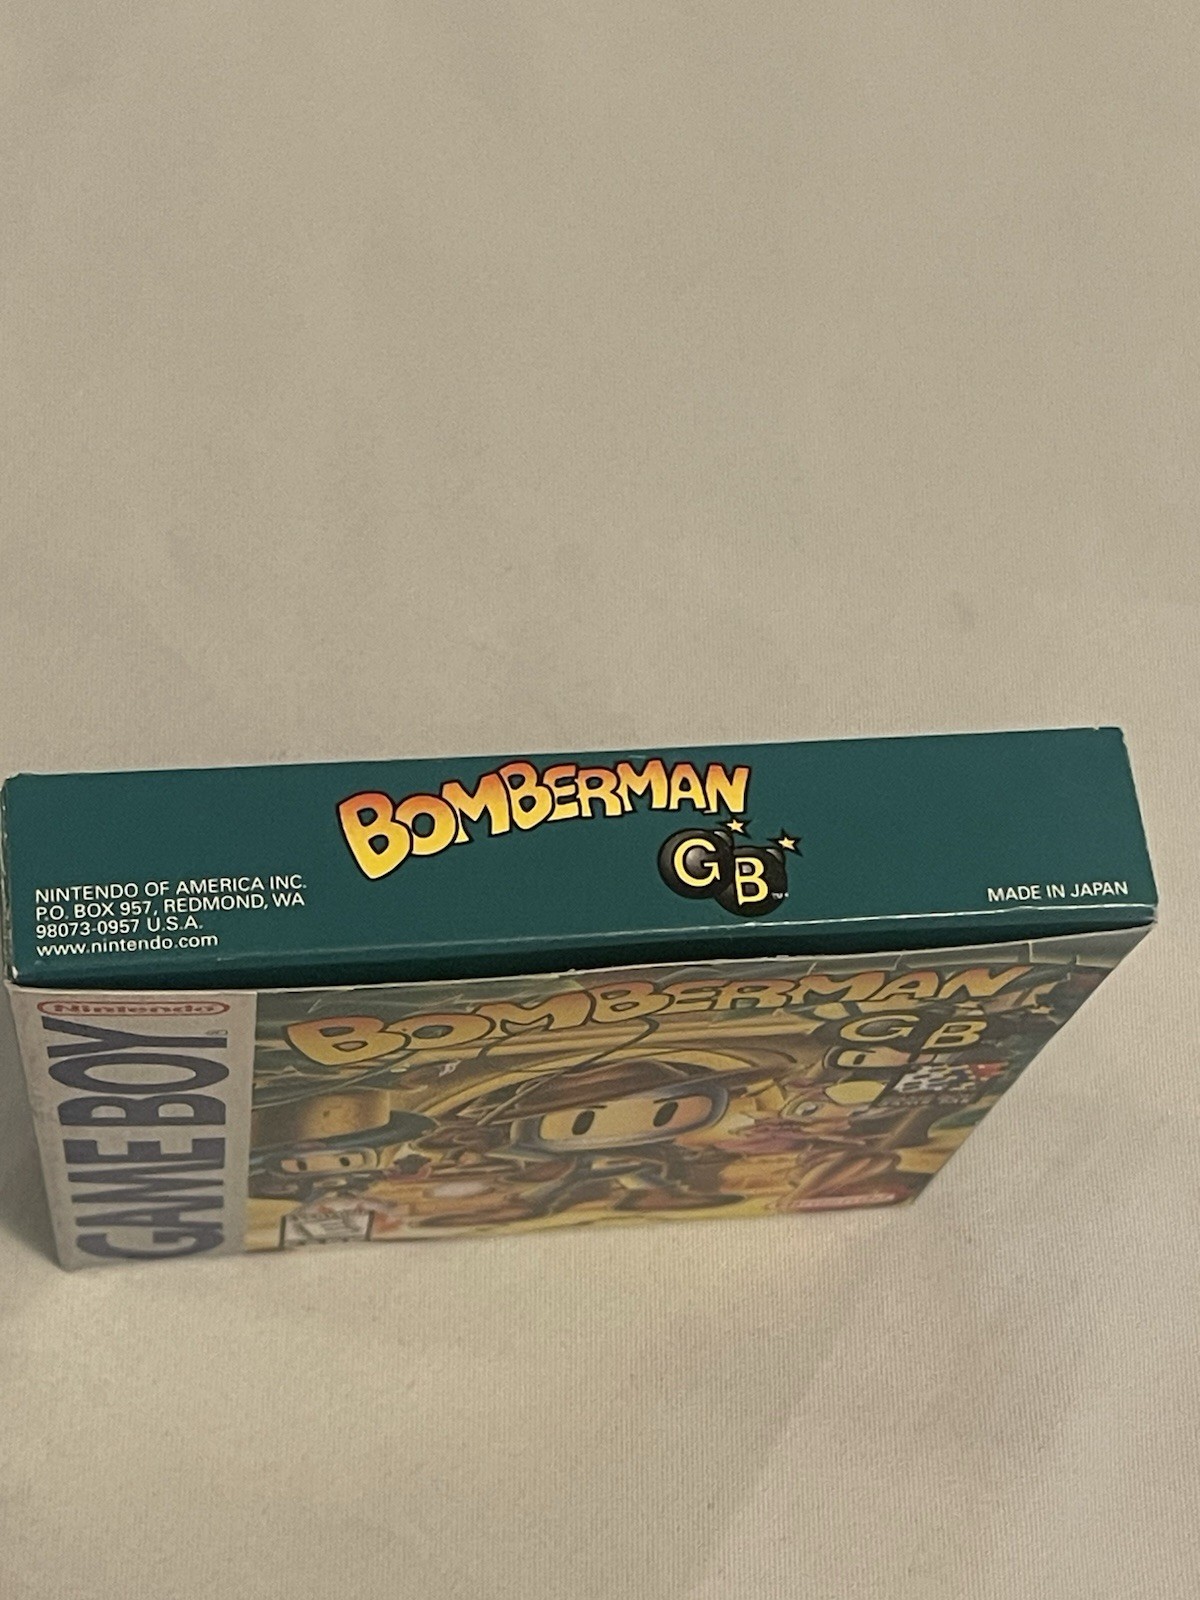 BOMBERMAN
GB
TM
NINTENDO OF AMERICA INC.
P.O. BOX 957, REDMOND, WA
98073-0957 U.S.A.
www.nintendo.com
MADE IN JAPAN
Nintendo
GAME BOY
BOMBERMAN
GB